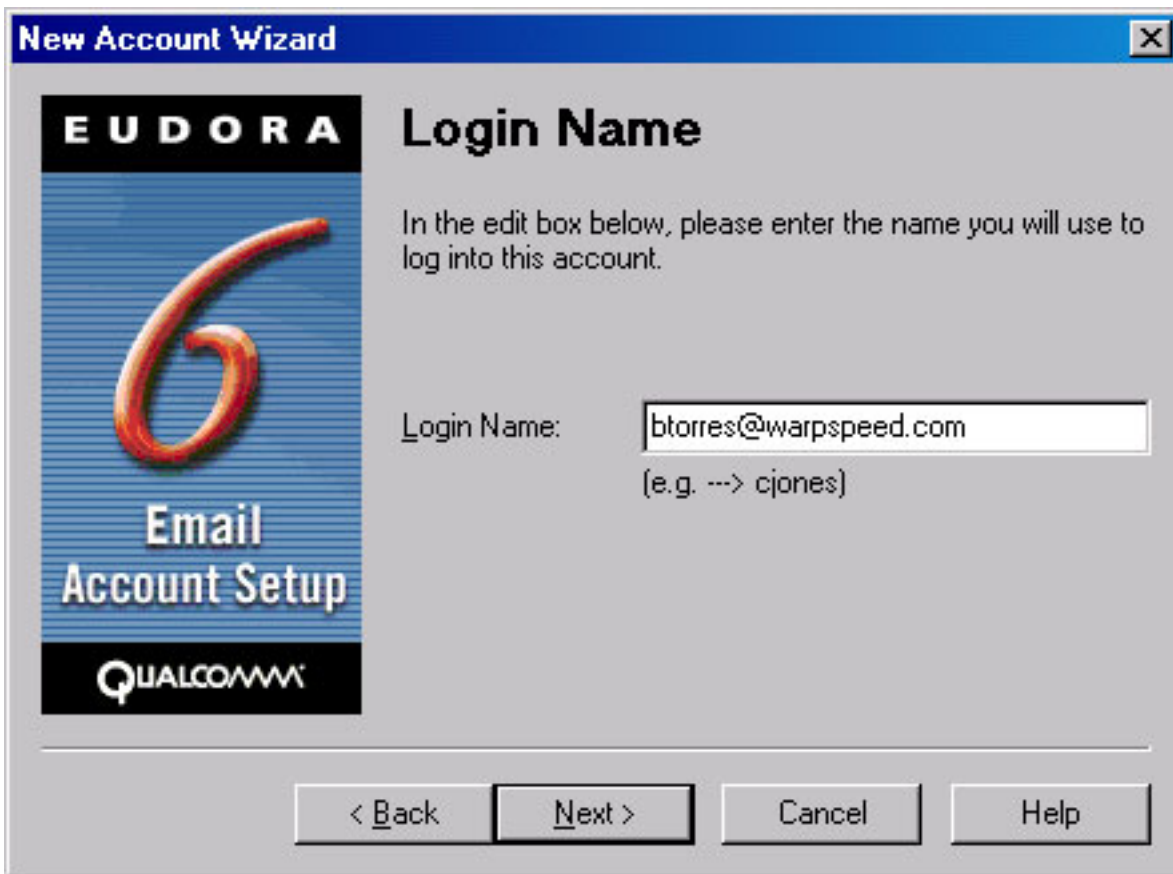 New Account Wizard
EUDORA
6
Email
Account Setup
QUALCOMM
Login Name
In the edit box below, please enter the name you will use to
log into this account.
Login Name:
btorres@warpspeed.com
(e.g. ---> cjones)
< Back
Next >
Cancel
Help